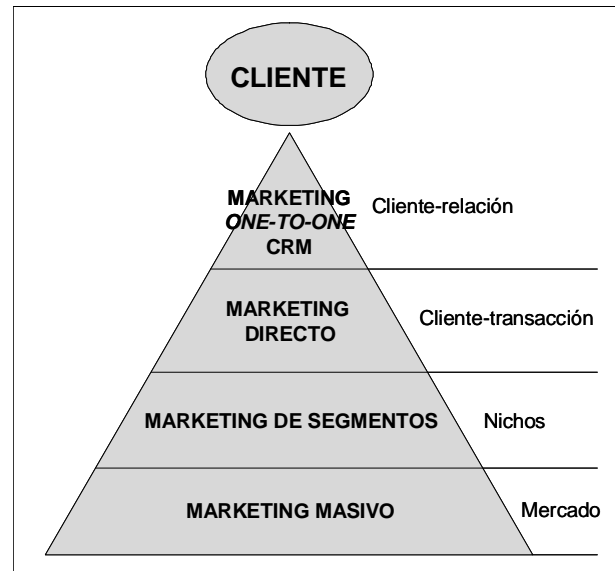 CLIENTE
MARKETING
ONE-TO-ONE
CRM
Cliente-relación
MARKETING
DIRECTO
Cliente-transacción
MARKETING DE SEGMENTOS
Nichos
MARKETING MASIVO
Mercado